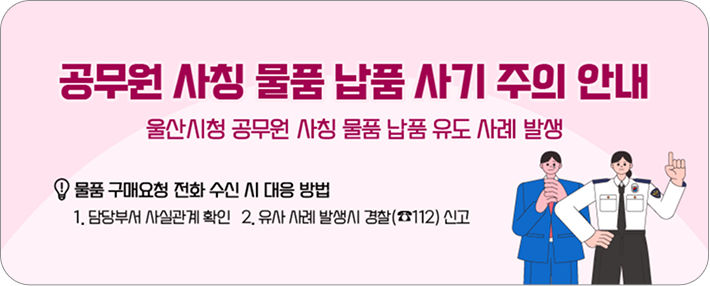 공무원 사칭 물품 납품 사기 주의 안내
울산시청 공무원 사칭 물품 납품 유도 사례 발생
물품 구매요청 전화 수신 시 대응 방법
1. 담당부서 사실관계 확인 2. 유사 사례 발생시 경찰(☎112) 신고